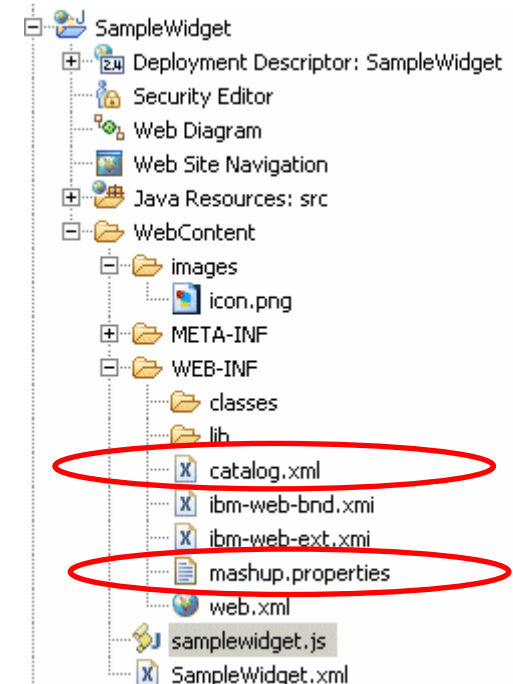 SampleWidget
2.4 Deployment Descriptor: SampleWidget
Security Editor
Web Diagram
Web Site Navigation
Java Resources: src
WebContent
images
icon.png
META-INF
WEB-INF
classes
lib
X catalog.xml
X ibm-web-bnd.xmi
X ibm-web-ext.xmi
mashup.properties
web.xml
samplewidget.js
X SampleWidget.xml